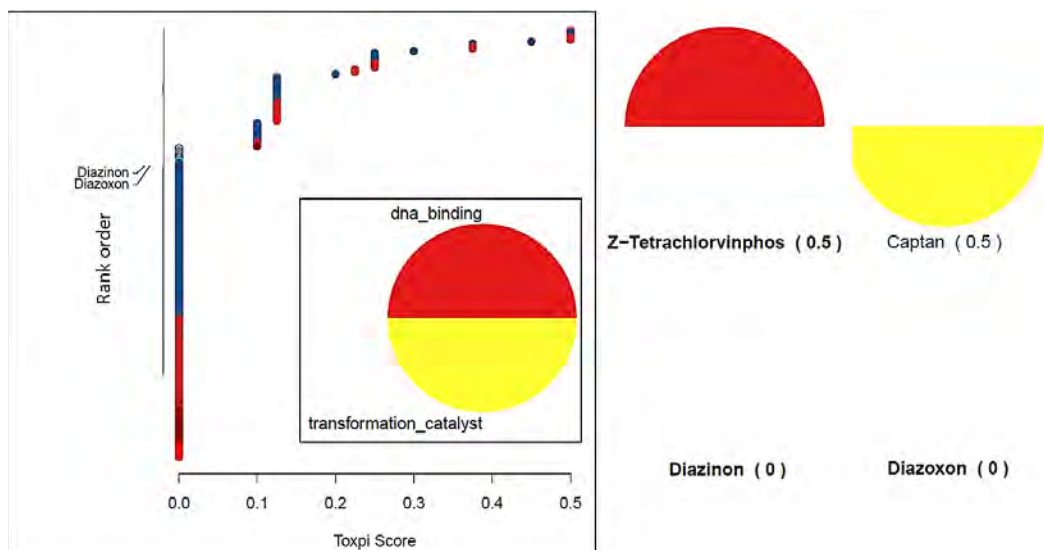 Diazinon
Diazoxon
Rank order
dna_binding
transformation_catalyst
0.0 0.1 0.2 0.3 0.4 0.5
Toxpi Score
Z−Tetrachlorvinphos ( 0.5 )
Captan ( 0.5 )
Diazinon ( 0 )
Diazoxon ( 0 )